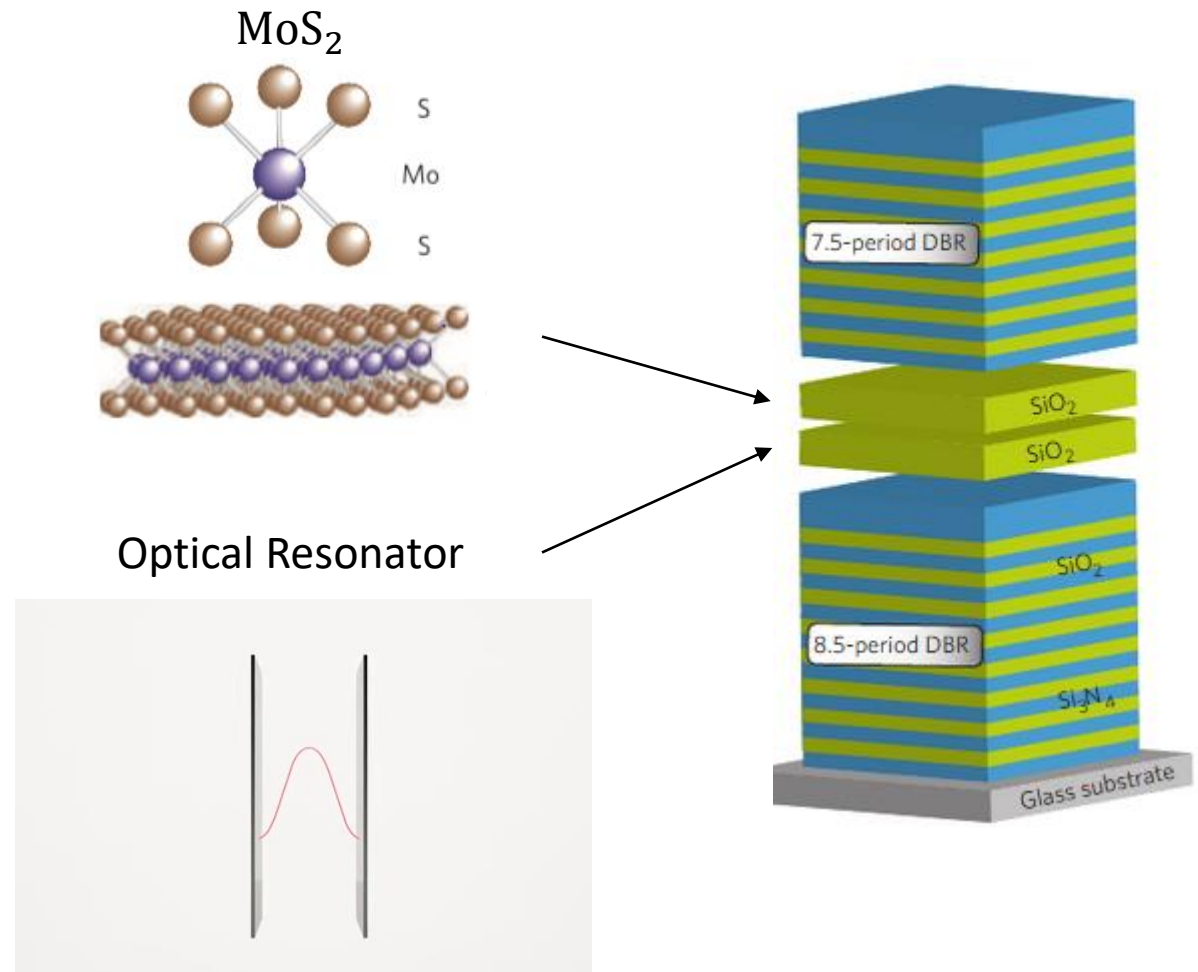 MoS₂
S
Mo
S
Optical Resonator
7.5-period DBR
SiO₂
SiO₂
SiO₂
8.5-period DBR
Si₃N₄
Glass substrate